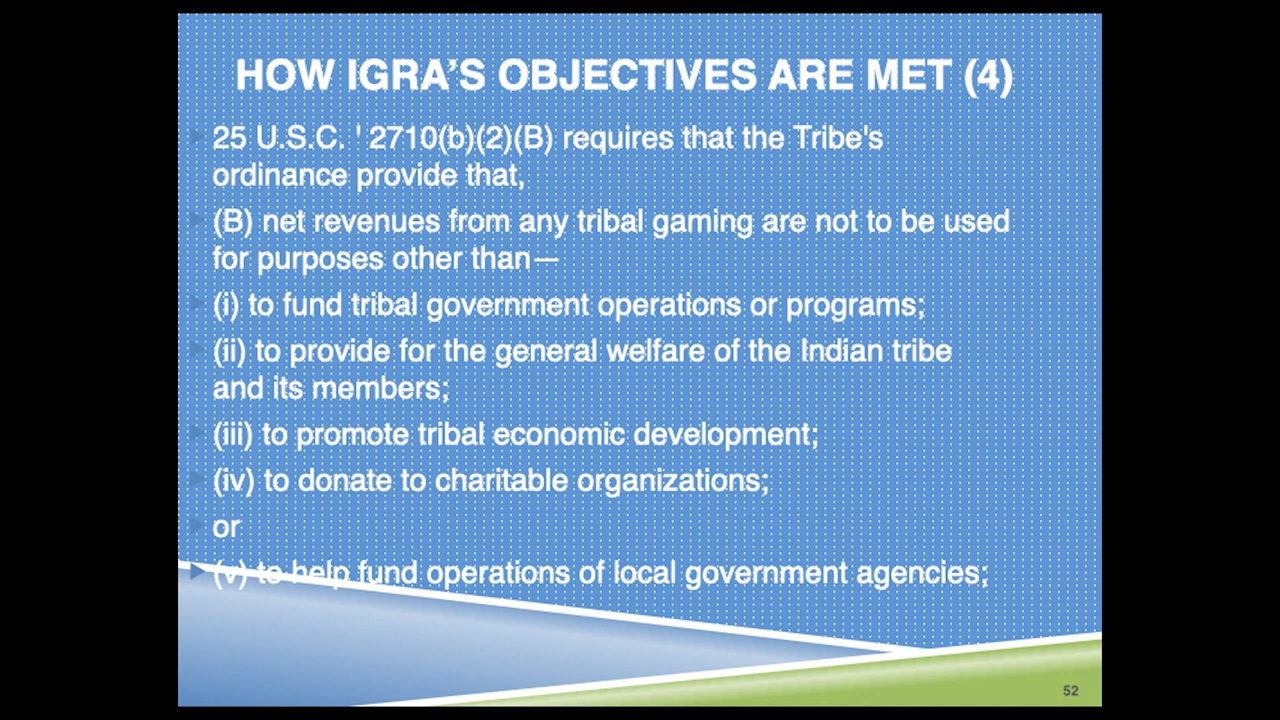 HOW IGRA’S OBJECTIVES ARE MET (4)
25 U.S.C. ' 2710(b)(2)(B) requires that the Tribe's
ordinance provide that,
(B) net revenues from any tribal gaming are not to be used
for purposes other than—
(i) to fund tribal government operations or programs;
(ii) to provide for the general welfare of the Indian tribe
and its members;
(iii) to promote tribal economic development;
(iv) to donate to charitable organizations;
or
(v) to help fund operations of local government agencies;
52